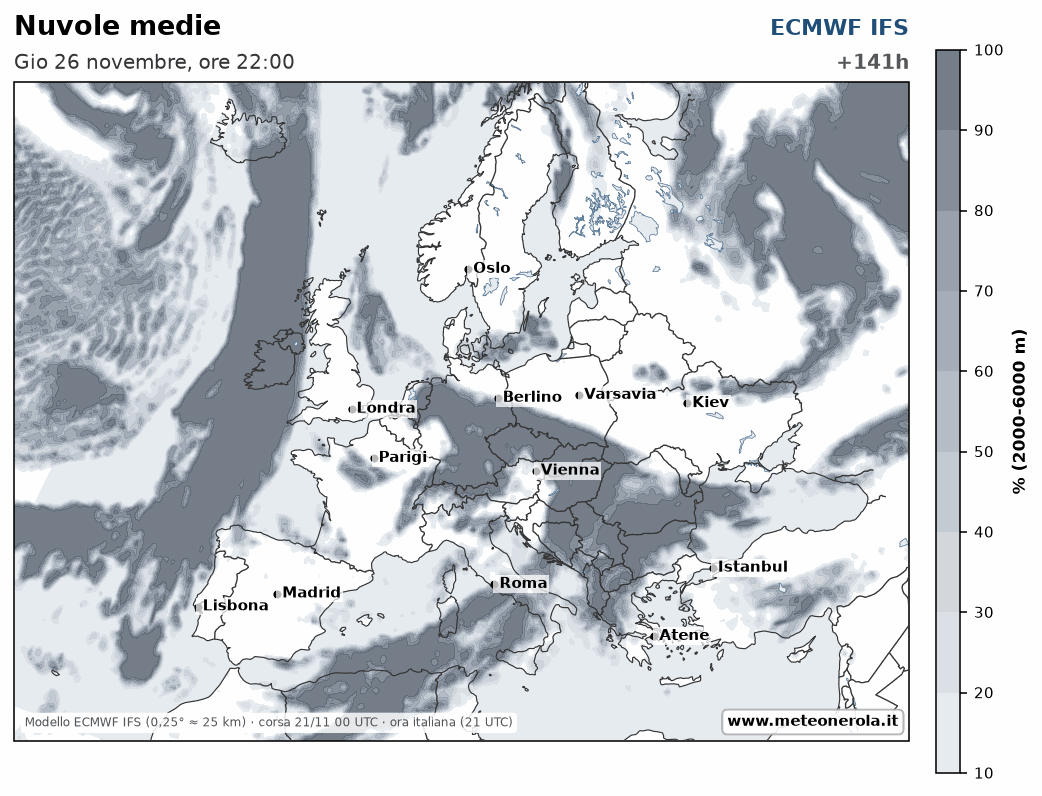 Nuvole medie
ECMWF IFS
Gio 26 novembre, ore 22:00
+141h
100
90
80
70
60
50
40
30
20
10
% (2000-6000 m)
Oslo
Londra
Berlino
Varsavia
Kiev
Parigi
Vienna
Istanbul
Roma
Madrid
Lisbona
Atene
Modello ECMWF IFS (0,25° ≈ 25 km) · corsa 21/11 00 UTC · ora italiana (21 UTC)
www.meteonerola.it